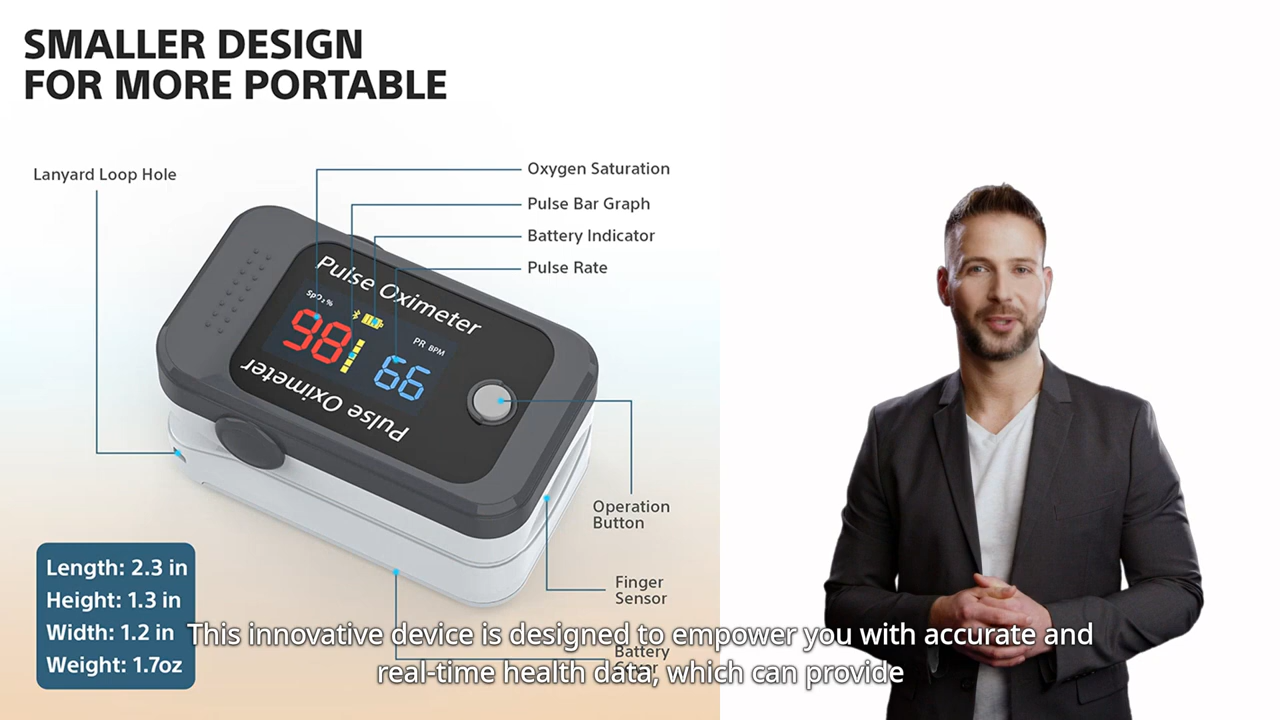 SMALLER DESIGN
FOR MORE PORTABLE
Lanyard Loop Hole
Oxygen Saturation
Pulse Bar Graph
Battery Indicator
Pulse Rate
Pulse Oximeter
SpO₂%
98
PR BPM
66
Pulse Oximeter
Operation
Button
Finger
Sensor
Battery
Length: 2.3 in
Height: 1.3 in
Width: 1.2 in
Weight: 1.7oz
This innovative device is designed to empower you with accurate and
real-time health data, which can provide